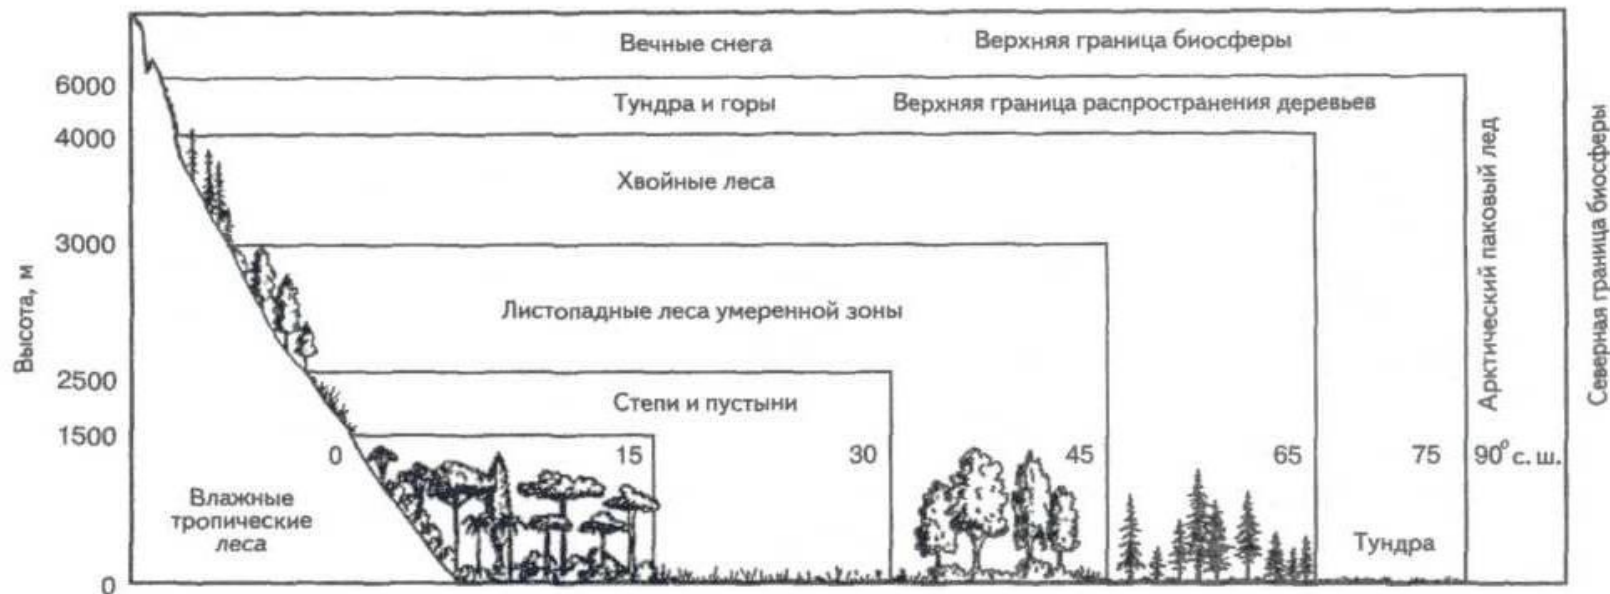 Вечные снега
Верхняя граница биосферы
6000
Тундра и горы
Верхняя граница распространения деревьев
4000
Хвойные леса
3000
Листопадные леса умеренной зоны
2500
Степи и пустыни
1500
0
15
30
45
65
75
90° с. ш.
Влажные
тропические
леса
Тундра
0
Высота, м
Арктический паковый лед
Северная граница биосферы